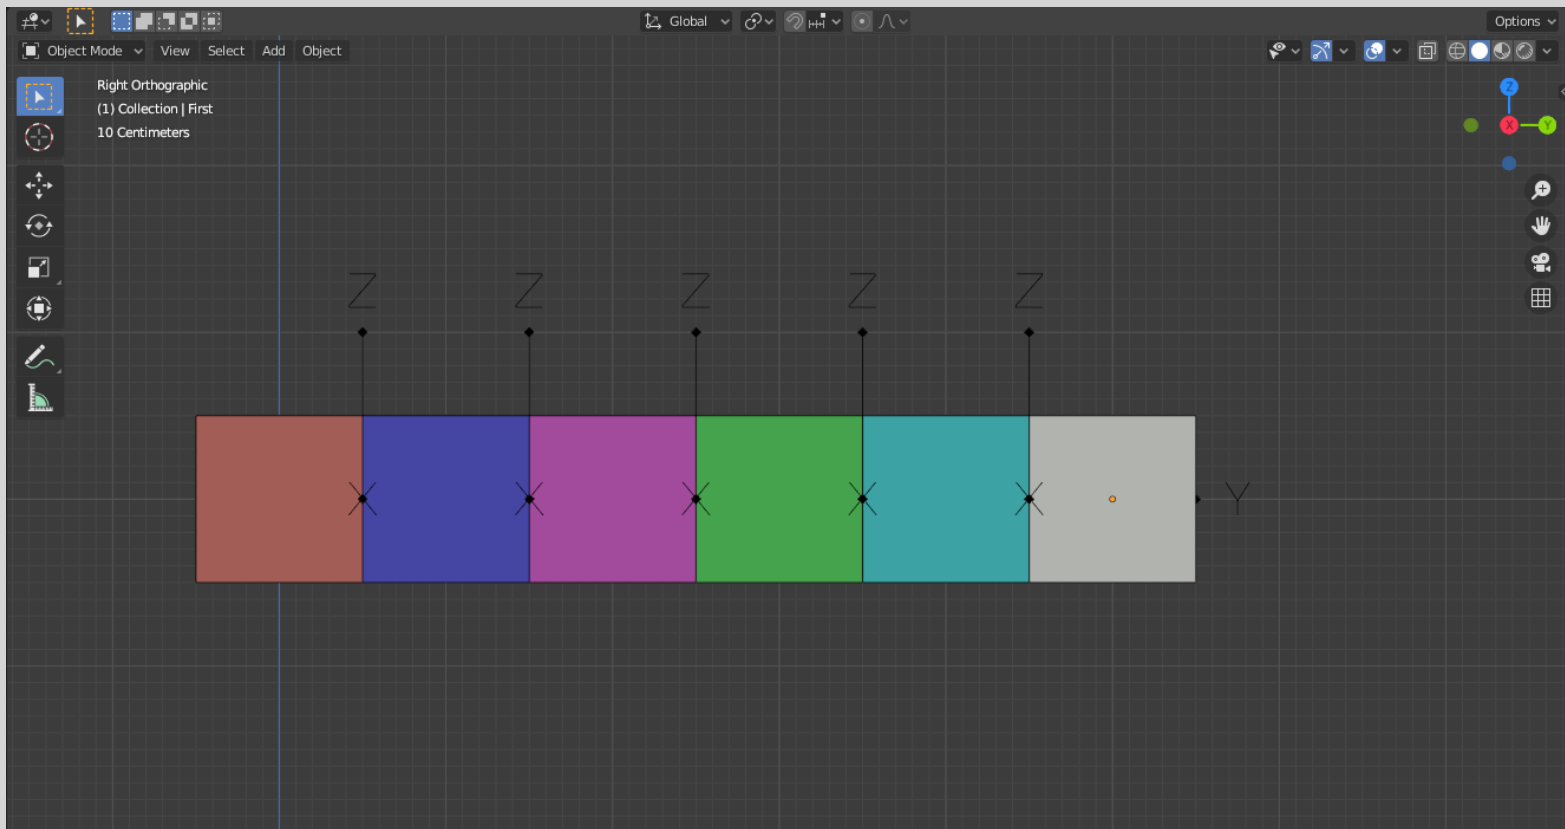 Global
Options
Object Mode View Select Add Object
Right Orthographic
(1) Collection | First
10 Centimeters
Z
X Y
Z Z Z Z Z
X X X X X Y